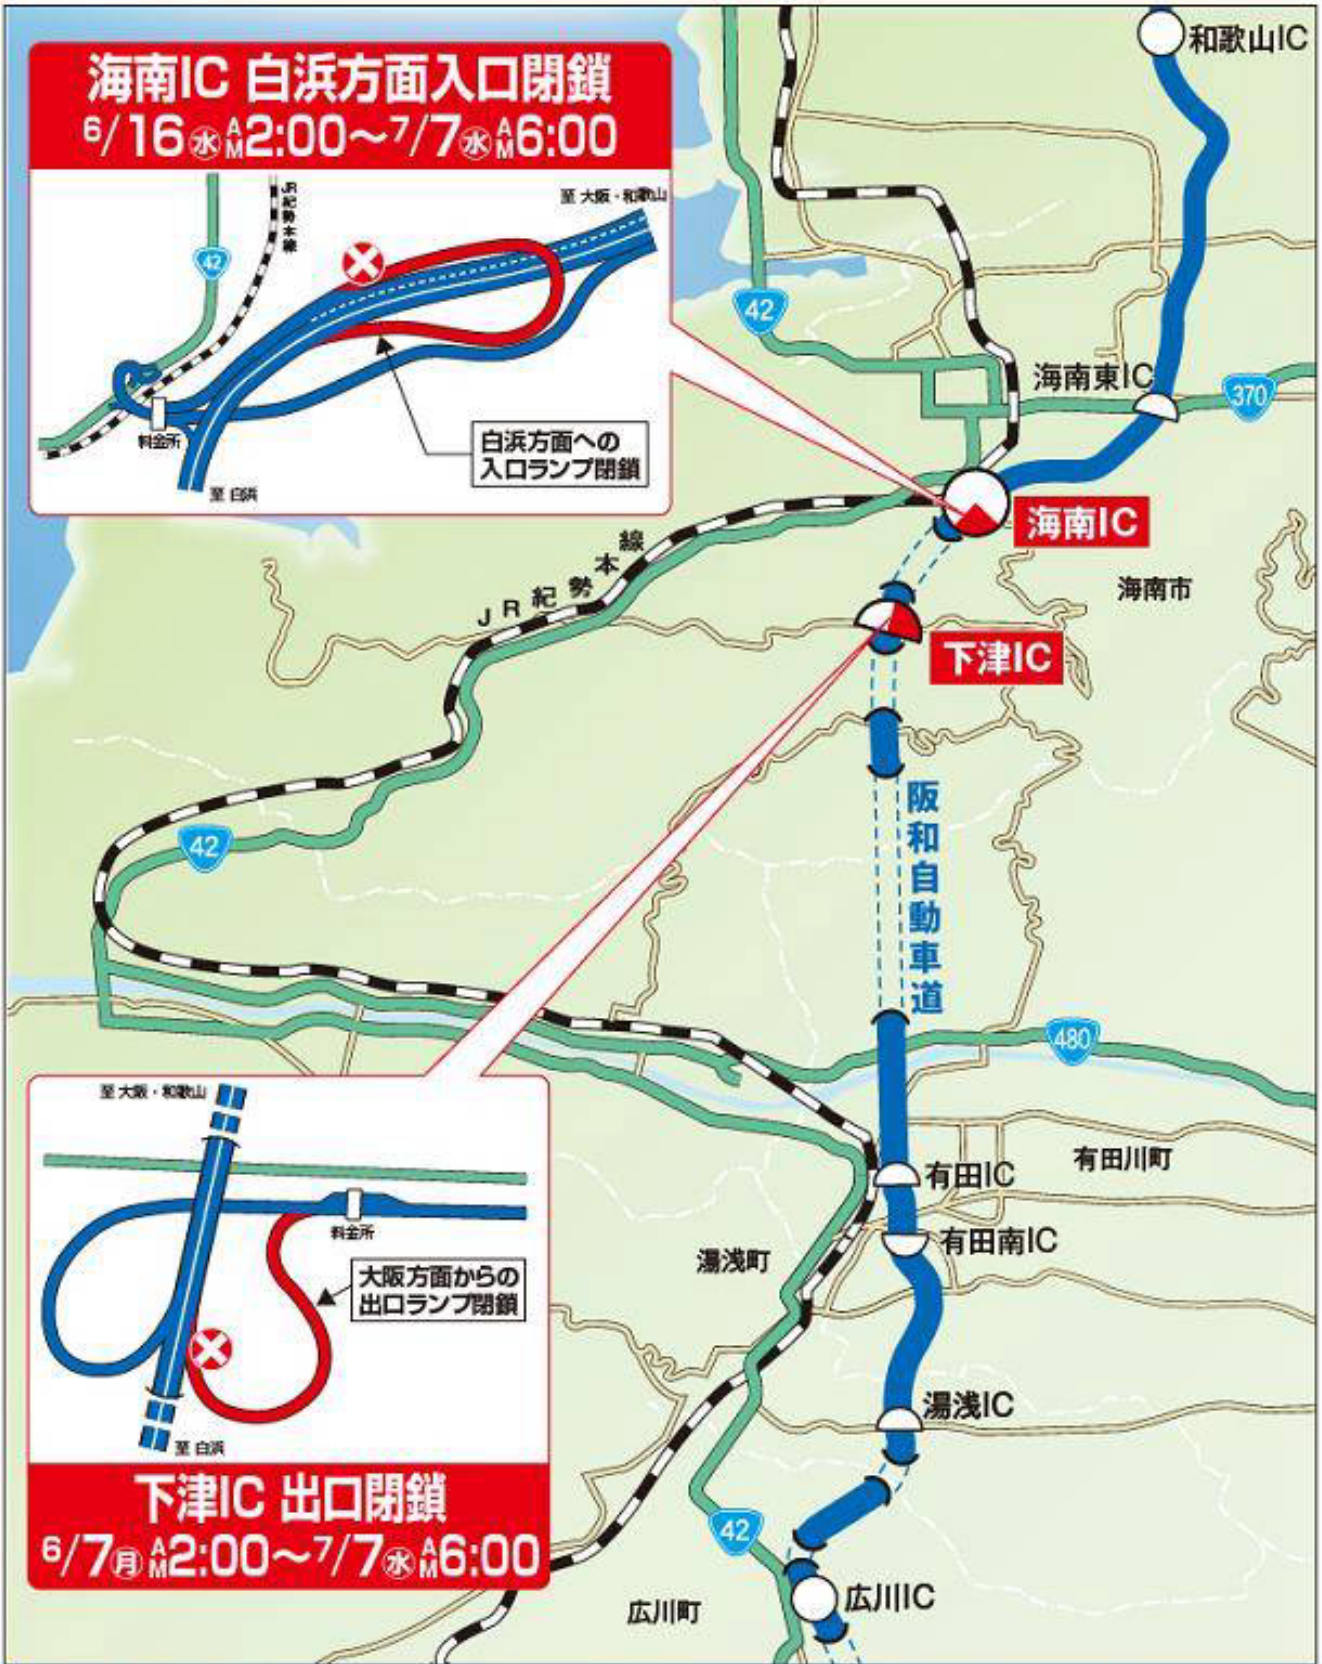 海南IC 白浜方面入口閉鎖
6/16水AM2:00〜7/7水AM6:00
至 大阪・和歌山
JR紀勢本線
42
料金所
至 白浜
白浜方面への
入口ランプ閉鎖
和歌山IC
42
海南東IC
370
海南IC
海南市
JR紀勢本線
下津IC
阪和自動車道
42
480
有田IC
有田川町
有田南IC
湯浅町
湯浅IC
42
広川IC
広川町
至 大阪・和歌山
料金所
大阪方面からの
出口ランプ閉鎖
至 白浜
下津IC 出口閉鎖
6/7月AM2:00〜7/7水AM6:00